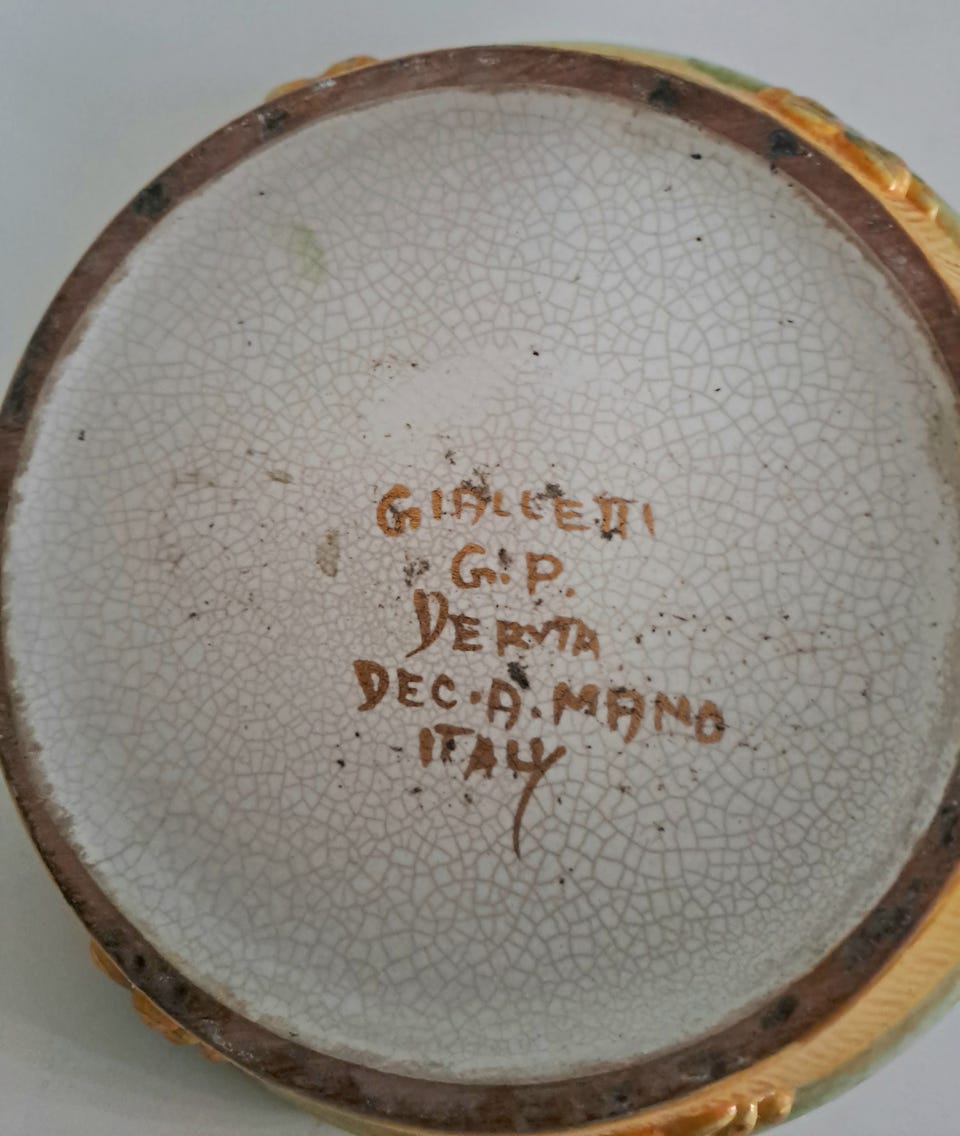 GIALLETTI
G.P.
DERUTA
DEC.A.MANO
ITALY